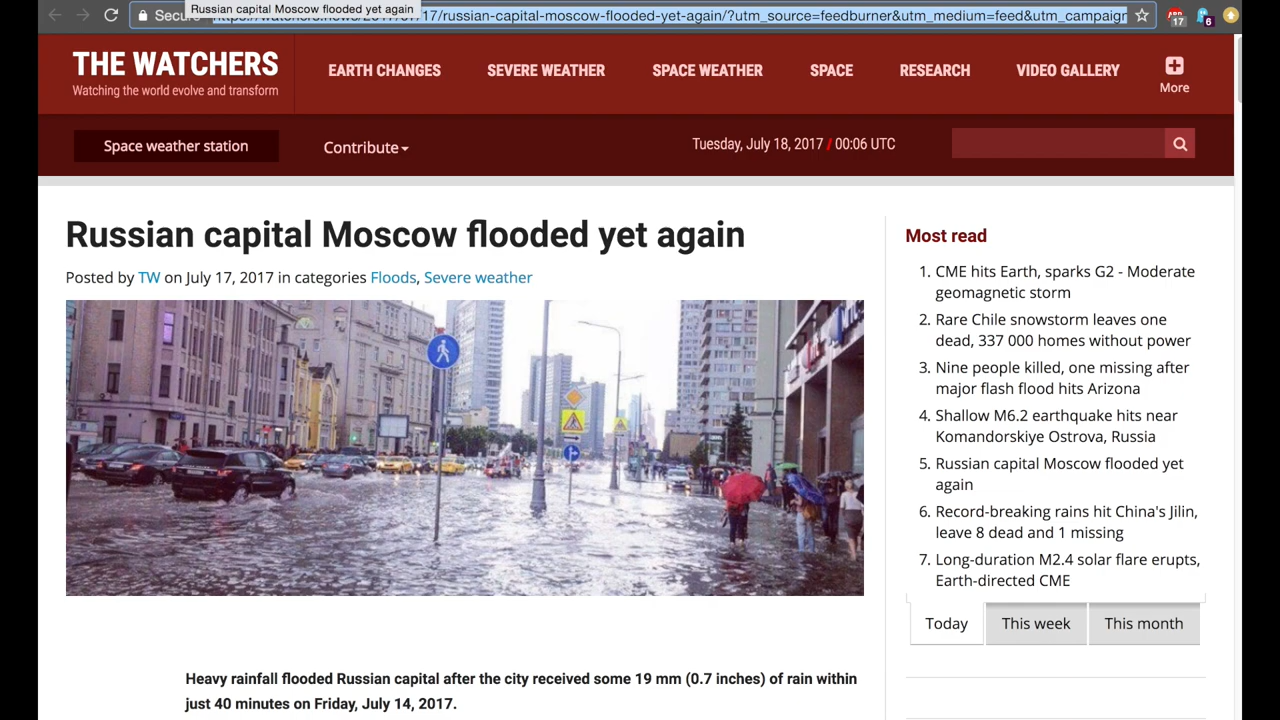 Russian capital Moscow flooded yet again
Secure
17/russian-capital-moscow-flooded-yet-again/?utm_source=feedburner&utm_medium=feed&utm_campaign
17
6
THE WATCHERS
Watching the world evolve and transform
EARTH CHANGES
SEVERE WEATHER
SPACE WEATHER
SPACE
RESEARCH
VIDEO GALLERY
More
Space weather station
Contribute
Tuesday, July 18, 2017 / 00:06 UTC
Russian capital Moscow flooded yet again
Posted by TW on July 17, 2017 in categories Floods, Severe weather
Heavy rainfall flooded Russian capital after the city received some 19 mm (0.7 inches) of rain within
just 40 minutes on Friday, July 14, 2017.
Most read
1. CME hits Earth, sparks G2 - Moderate
geomagnetic storm
2. Rare Chile snowstorm leaves one
dead, 337 000 homes without power
3. Nine people killed, one missing after
major flash flood hits Arizona
4. Shallow M6.2 earthquake hits near
Komandorskiye Ostrova, Russia
5. Russian capital Moscow flooded yet
again
6. Record-breaking rains hit China's Jilin,
leave 8 dead and 1 missing
7. Long-duration M2.4 solar flare erupts,
Earth-directed CME
Today
This week
This month